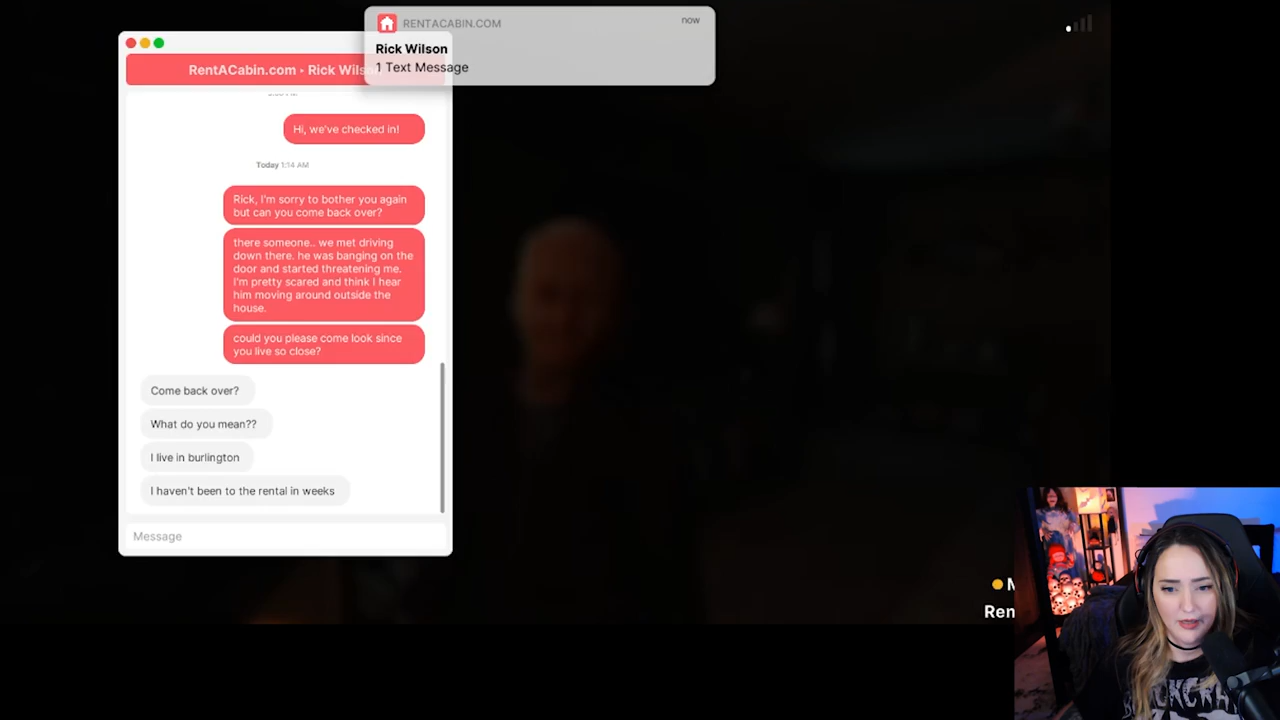 RENTACABIN.COM
now
Rick Wilson
1 Text Message
RentACabin.com ▸ Rick Wilson
Hi, we've checked in!
Today 1:14 AM
Rick, I'm sorry to bother you again
but can you come back over?
there someone.. we met driving
down there. he was banging on the
door and started threatening me.
I'm pretty scared and think I hear
him moving around outside the
house.
could you please come look since
you live so close?
Come back over?
What do you mean??
I live in burlington
I haven't been to the rental in weeks
Message
M
Ren